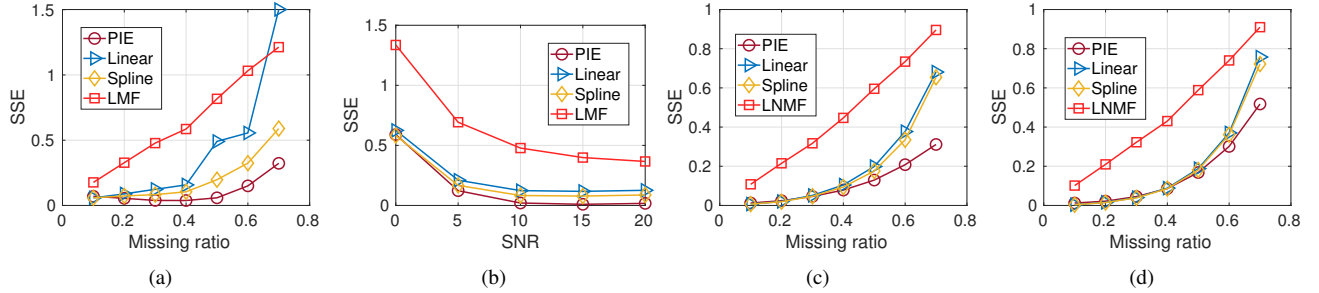 1.5
1
0.5
0
SSE
PIE
Linear
Spline
LMF
0 0.2 0.4 0.6 0.8
Missing ratio
(a)
1.5
1
0.5
0
SSE
PIE
Linear
Spline
LMF
0 5 10 15 20
SNR
(b)
1
0.8
0.6
0.4
0.2
0
SSE
PIE
Linear
Spline
LNMF
0 0.2 0.4 0.6 0.8
Missing ratio
(c)
1
0.8
0.6
0.4
0.2
0
SSE
PIE
Linear
Spline
LNMF
0 0.2 0.4 0.6 0.8
Missing ratio
(d)